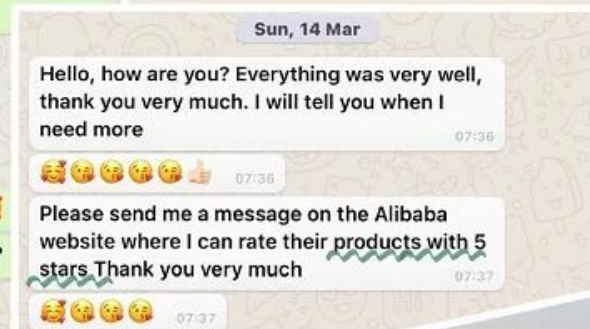 Sun, 14 Mar
Hello, how are you? Everything was very well,
thank you very much. I will tell you when I
need more
07:36
🥰😘😘😘😘👍🏻 07:36
Please send me a message on the Alibaba
website where I can rate their products with 5
stars Thank you very much
07:37
🥰😘😘😘 07:37